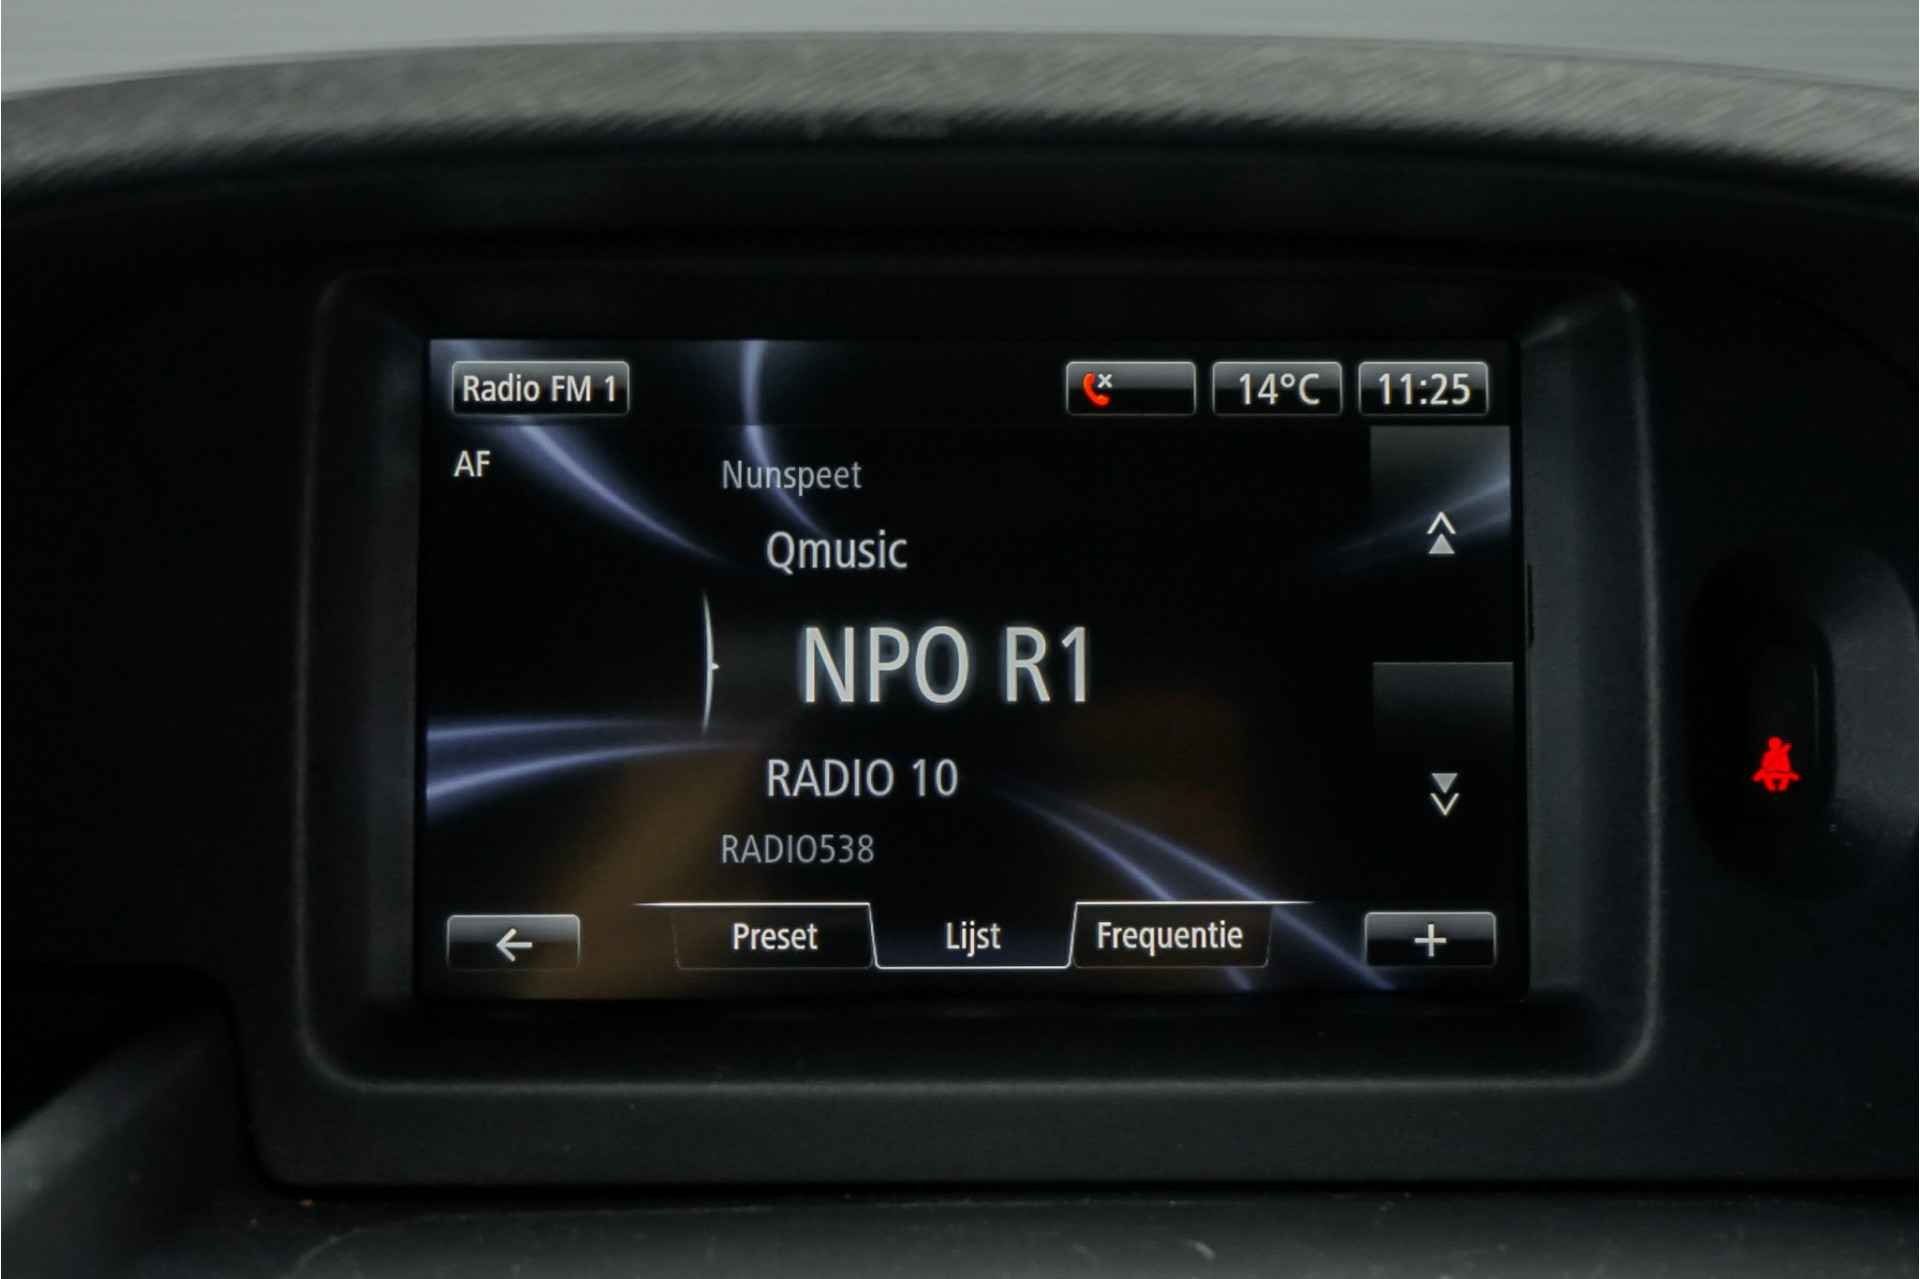 Radio FM 1
14°C
11:25
AF
Nunspeet
Qmusic
NPO R1
RADIO 10
RADIO538
Preset
Lijst
Frequentie